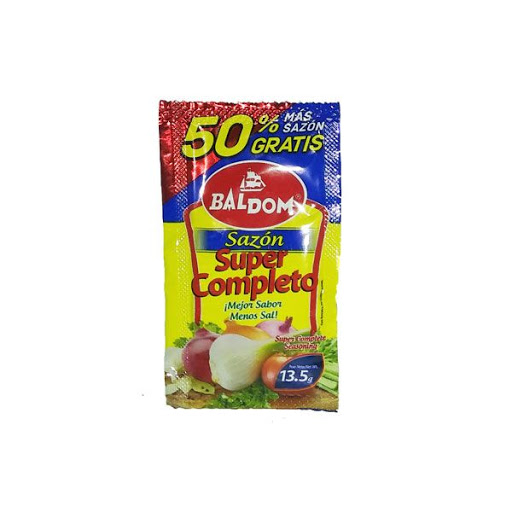 50% MÁS
SAZÓN
GRATIS
BALDOM
Sazón
Super
Completo
¡Mejor Sabor
Menos Sal!
Super Complete
Seasoning
13.5g